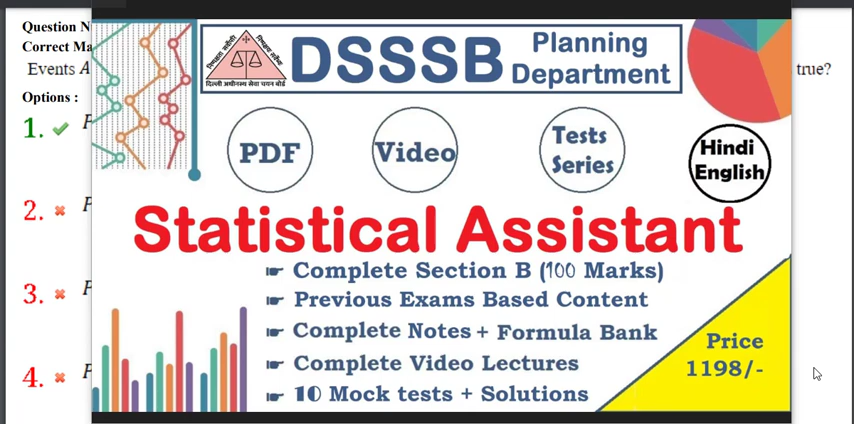 Question N
Correct Ma
Events A
true?
Options :
1.
P
2.
P
3.
P
4.
P
दिल्ली अधीनस्थ सेवा चयन बोर्ड
DSSSB
Planning
Department
PDF
Video
Tests
Series
Hindi
English
Statistical Assistant
Complete Section B (100 Marks)
Previous Exams Based Content
Complete Notes + Formula Bank
Complete Video Lectures
10 Mock tests + Solutions
Price
1198/-